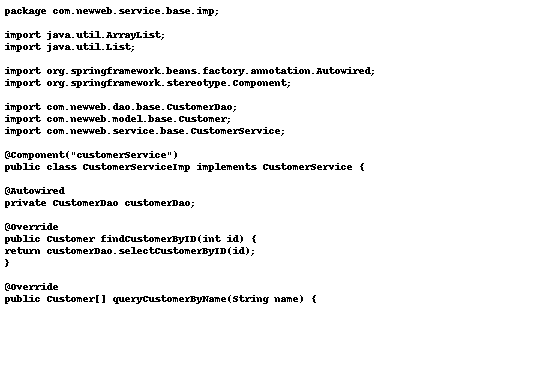 package com.newweb.service.base.imp;
import java.util.ArrayList;
import java.util.List;
import org.springframework.beans.factory.annotation.Autowired;
import org.springframework.stereotype.Component;
import com.newweb.dao.base.CustomerDao;
import com.newweb.model.base.Customer;
import com.newweb.service.base.CustomerService;
@Component("customerService")
public class CustomerServiceImp implements CustomerService {
@Autowired
private CustomerDao customerDao;
@Override
public Customer findCustomerByID(int id) {
return customerDao.selectCustomerByID(id);
}
@Override
public Customer[] queryCustomerByName(String name) {